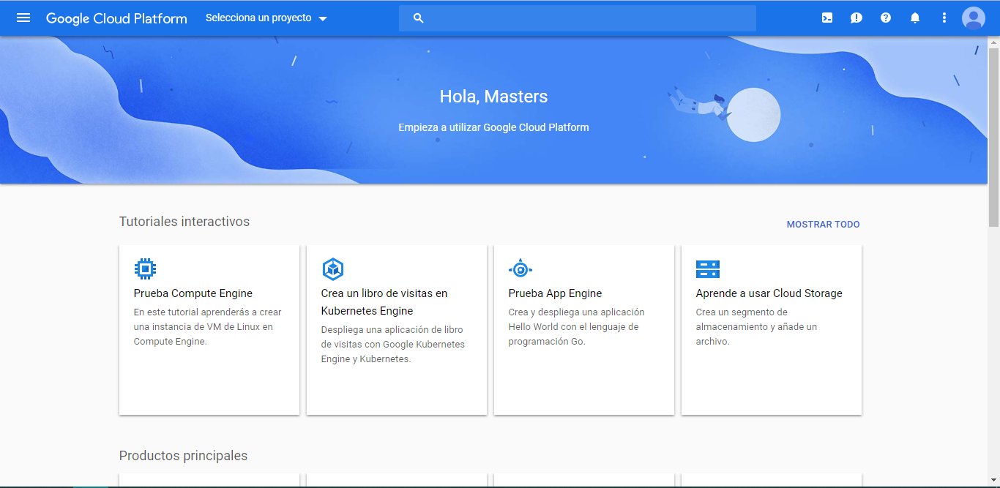 Google Cloud Platform
Selecciona un proyecto
Hola, Masters
Empieza a utilizar Google Cloud Platform
Tutoriales interactivos
MOSTRAR TODO
Prueba Compute Engine
En este tutorial aprenderás a crear
una instancia de VM de Linux en
Compute Engine.
Crea un libro de visitas en
Kubernetes Engine
Despliega una aplicación de libro
de visitas con Google Kubernetes
Engine y Kubernetes.
Prueba App Engine
Crea y despliega una aplicación
Hello World con el lenguaje de
programación Go.
Aprende a usar Cloud Storage
Crea un segmento de
almacenamiento y añade un
archivo.
Productos principales